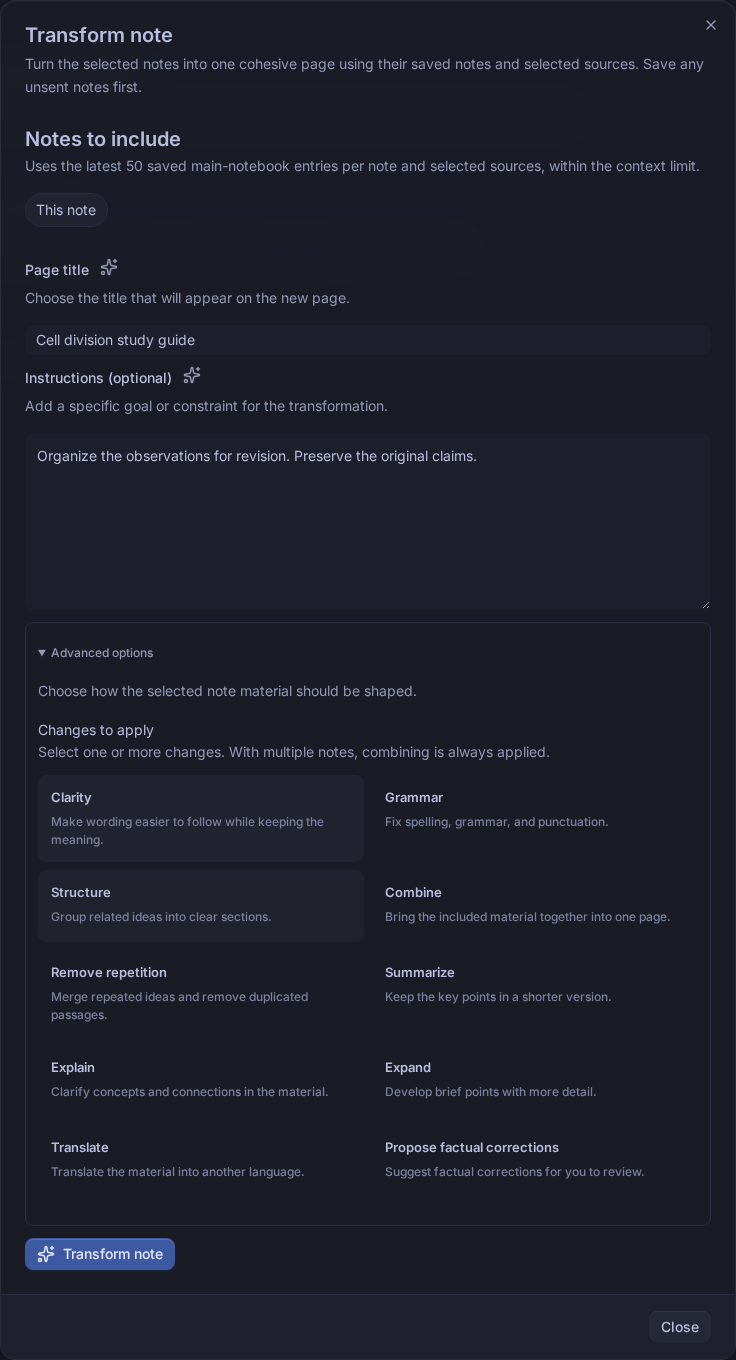 Transform note
Turn the selected notes into one cohesive page using their saved notes and selected sources. Save any
unsent notes first.
Notes to include
Uses the latest 50 saved main-notebook entries per note and selected sources, within the context limit.
This note
Page title
Choose the title that will appear on the new page.
Cell division study guide
Instructions (optional)
Add a specific goal or constraint for the transformation.
Organize the observations for revision. Preserve the original claims.
Advanced options
Choose how the selected note material should be shaped.
Changes to apply
Select one or more changes. With multiple notes, combining is always applied.
Clarity
Make wording easier to follow while keeping the
meaning.
Grammar
Fix spelling, grammar, and punctuation.
Structure
Group related ideas into clear sections.
Combine
Bring the included material together into one page.
Remove repetition
Merge repeated ideas and remove duplicated
passages.
Summarize
Keep the key points in a shorter version.
Explain
Clarify concepts and connections in the material.
Expand
Develop brief points with more detail.
Translate
Translate the material into another language.
Propose factual corrections
Suggest factual corrections for you to review.
Transform note
Close